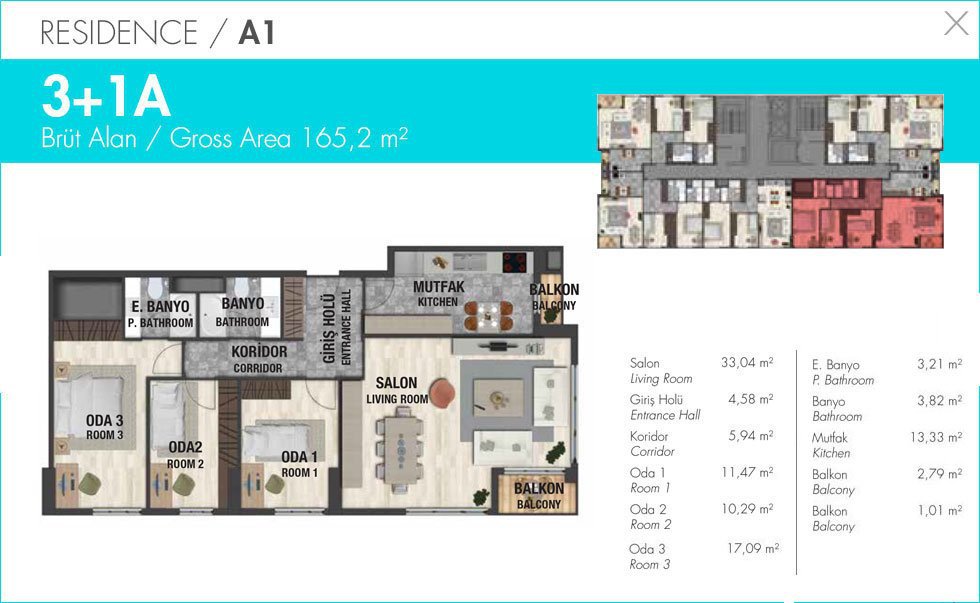 RESIDENCE / A1
3+1A
Brüt Alan / Gross Area 165,2 m²
E. BANYO
P. BATHROOM
BANYO
BATHROOM
GİRİŞ HOLÜ
ENTRANCE HALL
MUTFAK
KITCHEN
BALKON
BALCONY
KORİDOR
CORRIDOR
SALON
LIVING ROOM
ODA 3
ROOM 3
ODA2
ROOM 2
ODA 1
ROOM 1
BALKON
BALCONY
Salon 33,04 m²
Living Room
Giriş Holü 4,58 m²
Entrance Hall
Koridor 5,94 m²
Corridor
Oda 1 11,47 m²
Room 1
Oda 2 10,29 m²
Room 2
Oda 3 17,09 m²
Room 3
E. Banyo 3,21 m²
P. Bathroom
Banyo 3,82 m²
Bathroom
Mutfak 13,33 m²
Kitchen
Balkon 2,79 m²
Balcony
Balkon 1,01 m²
Balcony